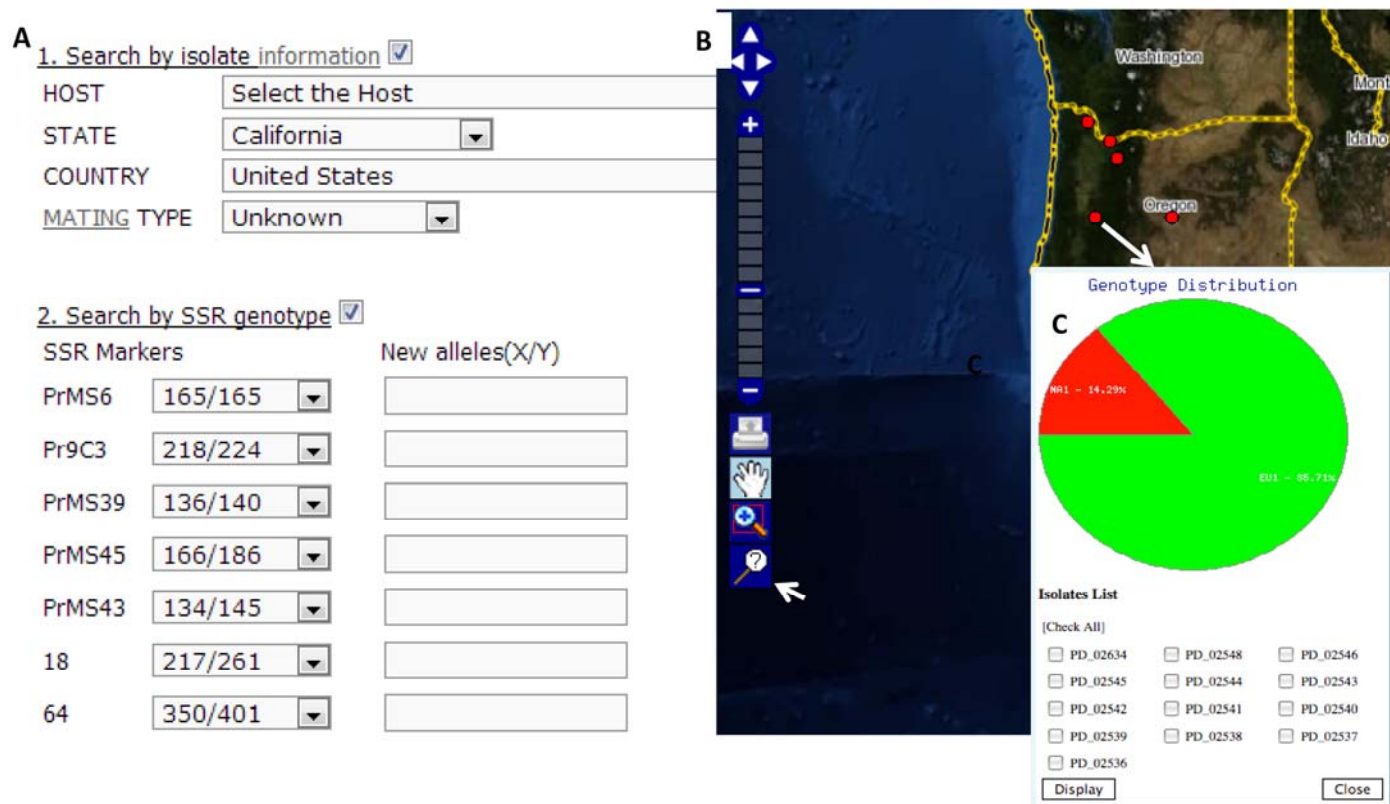 A
1. Search by isolate information
HOST Select the Host
STATE California
COUNTRY United States
MATING TYPE Unknown
2. Search by SSR genotype
SSR Markers New alleles(X/Y)
PrMS6 165/165
Pr9C3 218/224
PrMS39 136/140
PrMS45 166/186
PrMS43 134/145
18 217/261
64 350/401
B
Washington
Mont
Idaho
Oregon
C
Genotype Distribution
C
NA1 - 14.29%
EU1 - 85.71%
Isolates List
[Check All]
PD_02634 PD_02548 PD_02546
PD_02545 PD_02544 PD_02543
PD_02542 PD_02541 PD_02540
PD_02539 PD_02538 PD_02537
PD_02536
Display Close